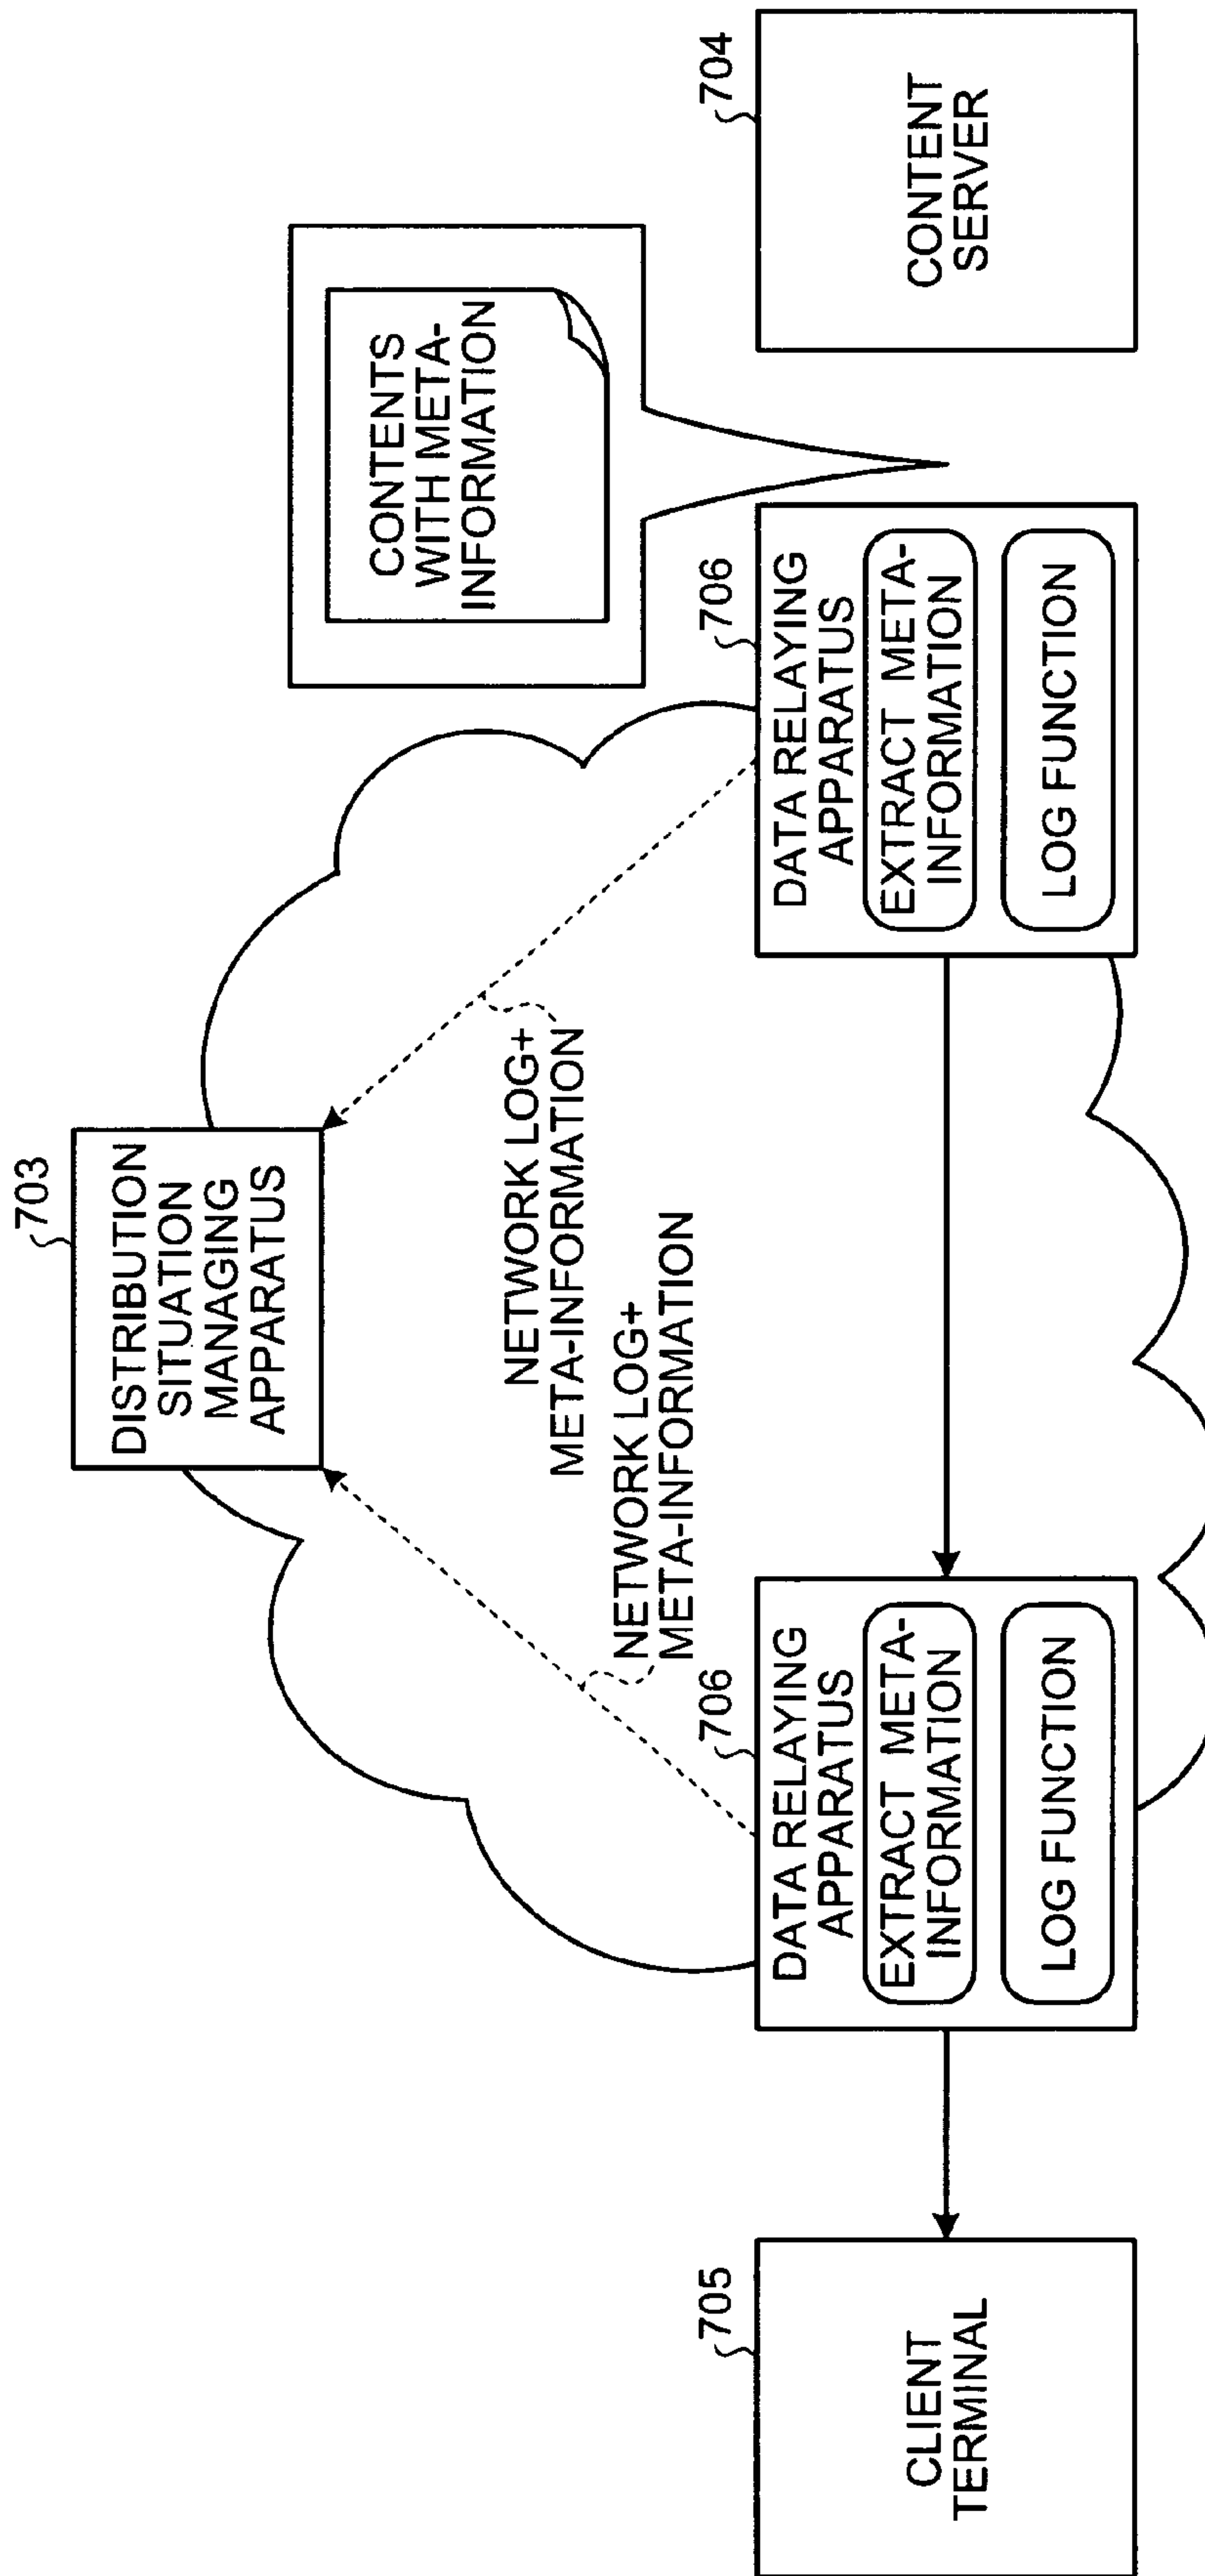 703
DISTRIBUTION
SITUATION
MANAGING
APPARATUS
NETWORK LOG+
META-INFORMATION
NETWORK LOG+
META-INFORMATION
CONTENTS
WITH META-
INFORMATION
705
CLIENT
TERMINAL
706
DATA RELAYING
APPARATUS
EXTRACT META-
INFORMATION
LOG FUNCTION
706
DATA RELAYING
APPARATUS
EXTRACT META-
INFORMATION
LOG FUNCTION
704
CONTENT
SERVER